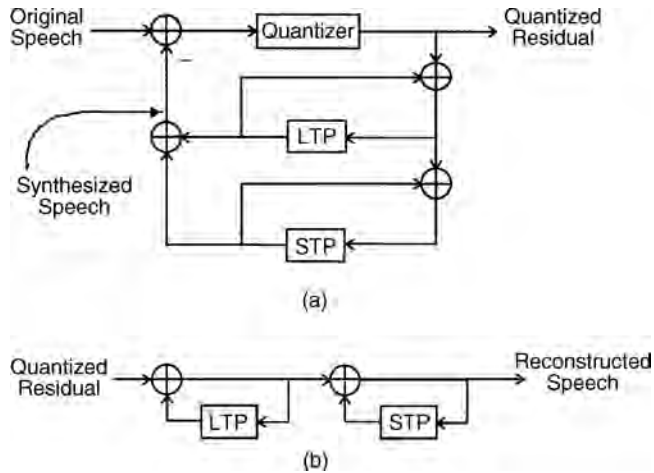 Original
Speech
Quantizer
Quantized
Residual
LTP
Synthesized
Speech
STP
(a)
Quantized
Residual
LTP
STP
Reconstructed
Speech
(b)